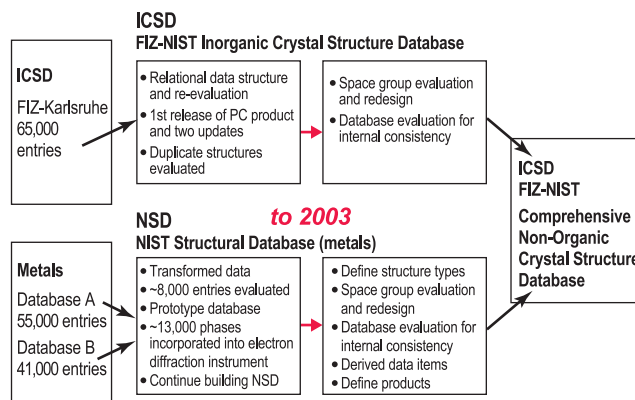 ICSD
FIZ-NIST Inorganic Crystal Structure Database
ICSD
FIZ-Karlsruhe
65,000
entries
• Relational data structure
and re-evaluation
• 1st release of PC product
and two updates
• Duplicate structures
evaluated
• Space group evaluation
and redesign
• Database evaluation for
internal consistency
ICSD
FIZ-NIST
Comprehensive
Non-Organic
Crystal Structure
Database
to 2003
NSD
NIST Structural Database (metals)
Metals
Database A
55,000 entries
Database B
41,000 entries
• Transformed data
• ~8,000 entries evaluated
• Prototype database
• ~13,000 phases
incorporated into electron
diffraction instrument
• Continue building NSD
• Define structure types
• Space group evaluation
and redesign
• Database evaluation for
internal consistency
• Derived data items
• Define products